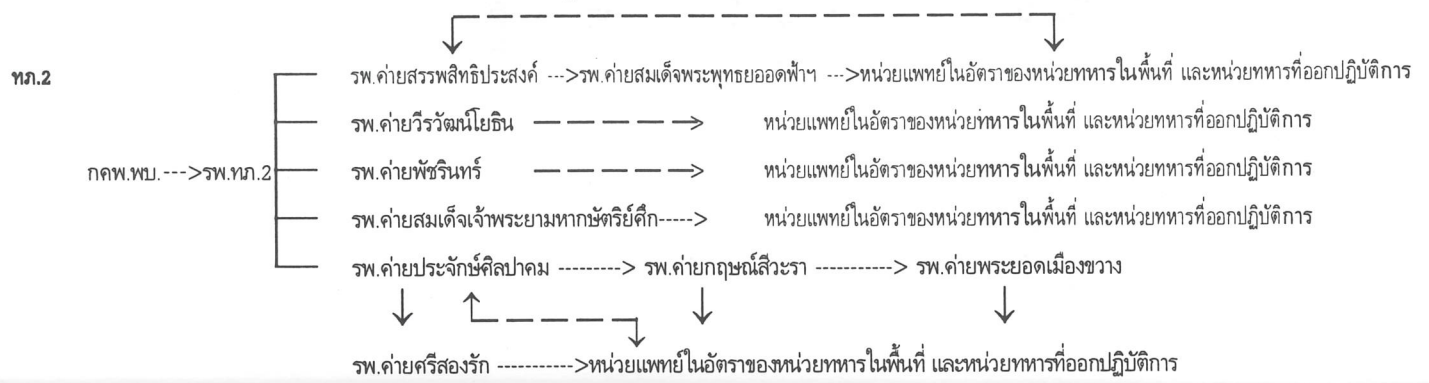 ทภ.2 รพ.ค่ายสรรพสิทธิประสงค์ --->รพ.ค่ายสมเด็จพระพุทธยออดฟ้าฯ --->หน่วยแพทย์ในอัตราของหน่วยทหารในพื้นที่ และหน่วยทหารที่ออกปฏิบัติการ
รพ.ค่ายวีรวัฒน์โยธิน หน่วยแพทย์ในอัตราของหน่วยทหารในพื้นที่ และหน่วยทหารที่ออกปฏิบัติการ
กคพ.พบ.--->รพ.ทภ.2 รพ.ค่ายพัชรินทร์ หน่วยแพทย์ในอัตราของหน่วยทหารในพื้นที่ และหน่วยทหารที่ออกปฏิบัติการ
รพ.ค่ายสมเด็จเจ้าพระยามหากษัตริย์ศึก-----> หน่วยแพทย์ในอัตราของหน่วยทหารในพื้นที่ และหน่วยทหารที่ออกปฏิบัติการ
รพ.ค่ายประจักษ์ศิลปาคม ---------> รพ.ค่ายกฤษณ์สีวะรา -----------> รพ.ค่ายพระยอดเมืองขวาง
รพ.ค่ายศรีสองรัก ----------->หน่วยแพทย์ในอัตราของหน่วยทหารในพื้นที่ และหน่วยทหารที่ออกปฏิบัติการ